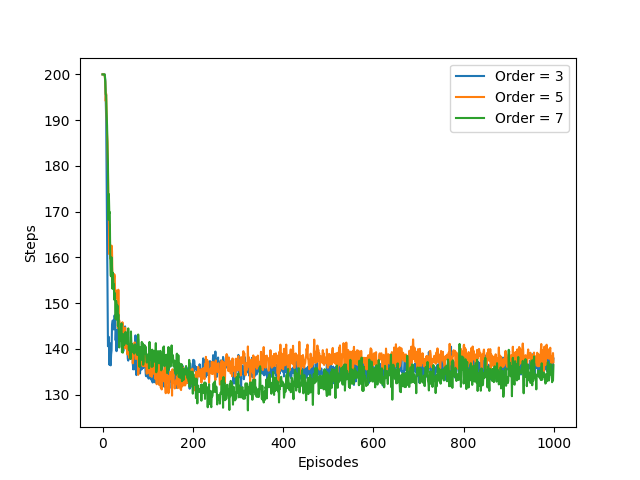 Order = 3
Order = 5
Order = 7
Steps
200
190
180
170
160
150
140
130
0 200 400 600 800 1000
Episodes